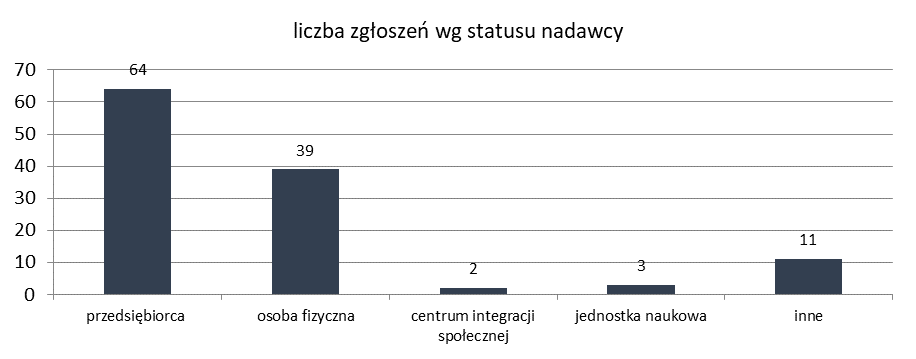 liczba zgłoszeń wg statusu nadawcy
70
60
50
40
30
20
10
0
64
39
2
3
11
przedsiębiorca
osoba fizyczna
centrum integracji
społecznej
jednostka naukowa
inne